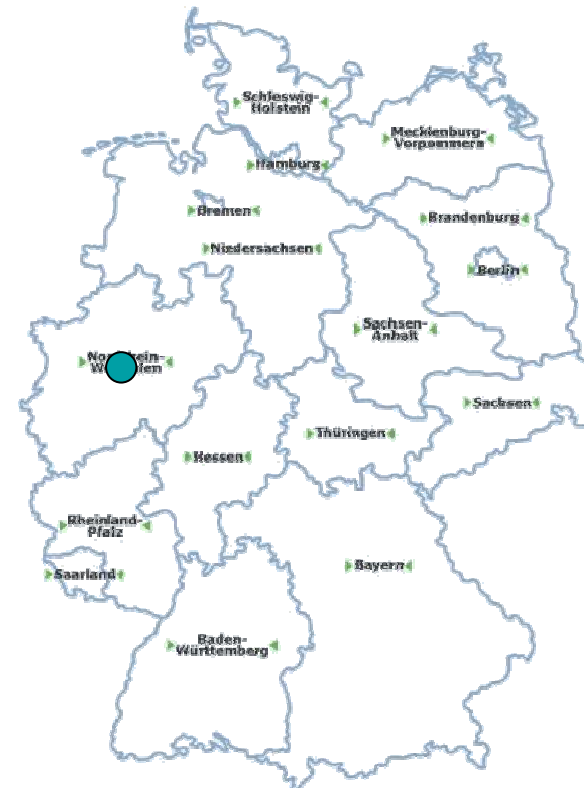 Schleswig-
Holstein
Mecklenburg-
Vorpommern
Hamburg
Bremen
Brandenburg
Niedersachsen
Berlin
Sachsen-
Anhalt
Sachsen
Thüringen
Hessen
Rheinland-
Pfalz
Bayern
Saarland
Baden-
Württemberg